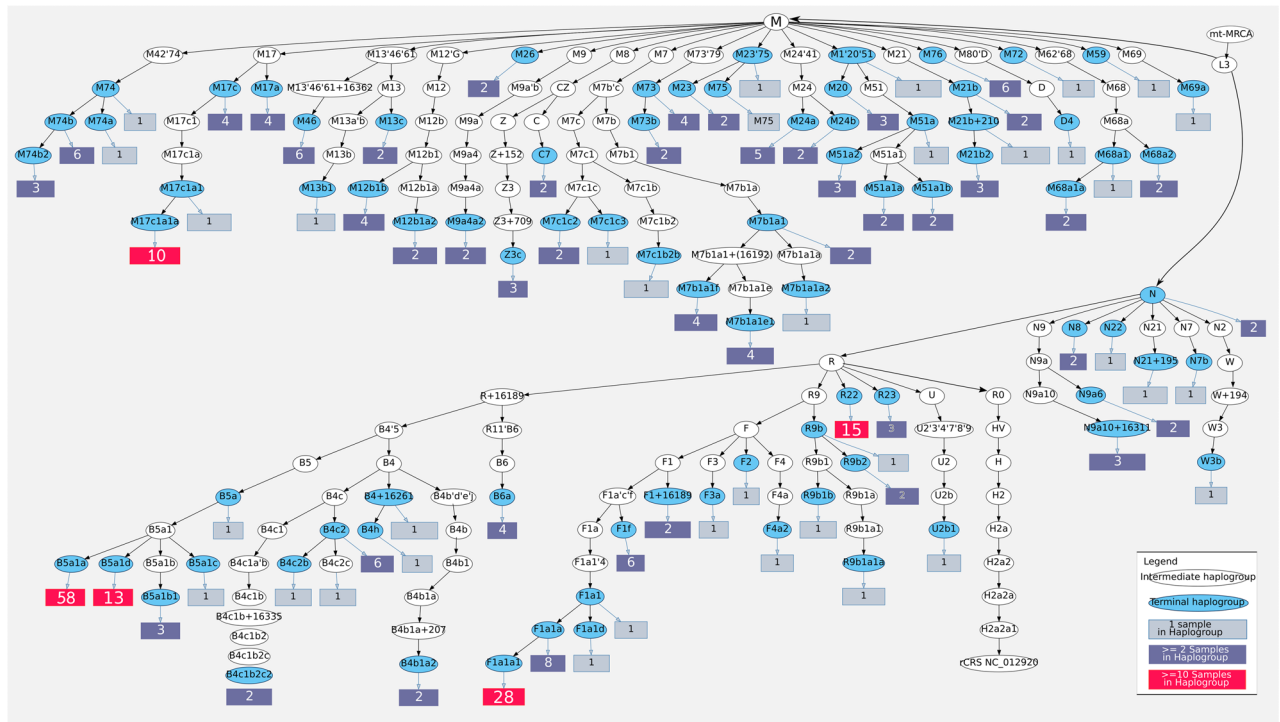 M
mt-MRCA
L3
M42'74
M17
M13'46'61
M12'G
M26
M9
M8
M7
M73'79
M23'75
M24'41
M1'20'51
M21
M76
M80'D
M72
M62'68
M59
M69
M74
M17c
M17a
M13'46'61+16362
M13
M12
2
M9a'b
CZ
M7b'c
M73
M23
M75
1
M24
M20
M51
1
M21b
6
D
1
M68
1
M69a
M74b
M74a
1
M17c1
4
4
M46
M13a'b
M13c
M12b
M9a
Z
C
M7c
M7b
M73b
4
2
M75
M24a
M24b
3
M51a
M21b+210
2
D4
M68a
1
M74b2
6
1
M17c1a
6
M13b
2
M12b1
M9a4
Z+152
C7
M7c1
M7b1
2
5
2
M51a2
M51a1
1
M21b2
1
1
M68a1
M68a2
3
M17c1a1
M13b1
M12b1b
M12b1a
M9a4a
Z3
2
M7c1c
M7c1b
M7b1a
3
M51a1a
M51a1b
3
M68a1a
1
2
M17c1a1a
1
1
4
M12b1a2
M9a4a2
Z3+709
M7c1c2
M7c1c3
M7c1b2
M7b1a1
2
2
2
10
2
2
Z3c
2
1
M7c1b2b
M7b1a1+(16192)
M7b1a1a
2
3
1
M7b1a1f
M7b1a1e
M7b1a1a2
N
4
M7b1a1e1
1
N9
N8
N22
N21
N7
N2
2
4
R
N9a
2
1
N21+195
N7b
W
R+16189
R9
R22
R23
U
R0
N9a10
N9a6
1
1
W+194
B4'5
R11'B6
F
R9b
15
3
U2'3'4'7'8'9
HV
N9a10+16311
2
W3
B5
B4
B6
F1
F3
F2
F4
R9b1
R9b2
1
U2
H
3
W3b
B5a
B4c
B4+16261
B4b'd'e'j
B6a
F1a'c'f
F1+16189
F3a
1
F4a
R9b1b
R9b1a
2
U2b
H2
1
B5a1
1
B4c1
B4c2
B4h
1
B4b
4
F1a
F1f
2
1
F4a2
1
R9b1a1
U2b1
H2a
B5a1a
B5a1d
B5a1b
B5a1c
B4c1a'b
B4c2b
B4c2c
6
1
B4b1
F1a1'4
6
1
R9b1a1a
1
H2a2
58
13
B5a1b1
1
B4c1b
1
1
B4b1a
F1a1
1
H2a2a
3
B4c1b+16335
B4b1a+207
F1a1a
F1a1d
1
H2a2a1
B4c1b2
B4c1b2c
B4b1a2
F1a1a1
8
1
rCRS NC_012920
B4c1b2c2
2
28
2
Legend
Intermediate haplogroup
Terminal haplogroup
1 sample
in Haplogroup
>= 2 Samples
in Haplogroup
>=10 Samples
in Haplogroup